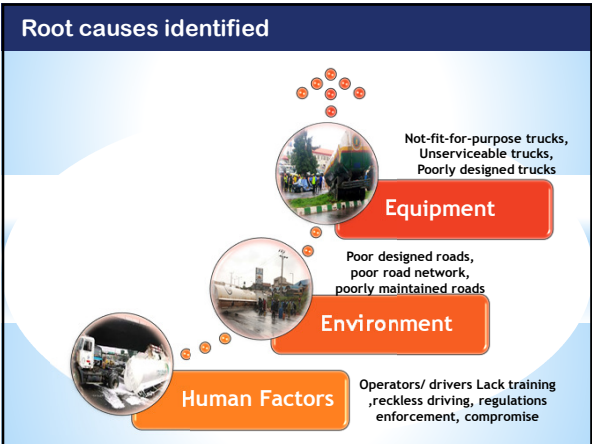 Root causes identified
Not-fit-for-purpose trucks,
Unserviceable trucks,
Poorly designed trucks
Equipment
Poor designed roads,
poor road network,
poorly maintained roads
Environment
Human Factors
Operators/ drivers Lack training
,reckless driving, regulations
enforcement, compromise